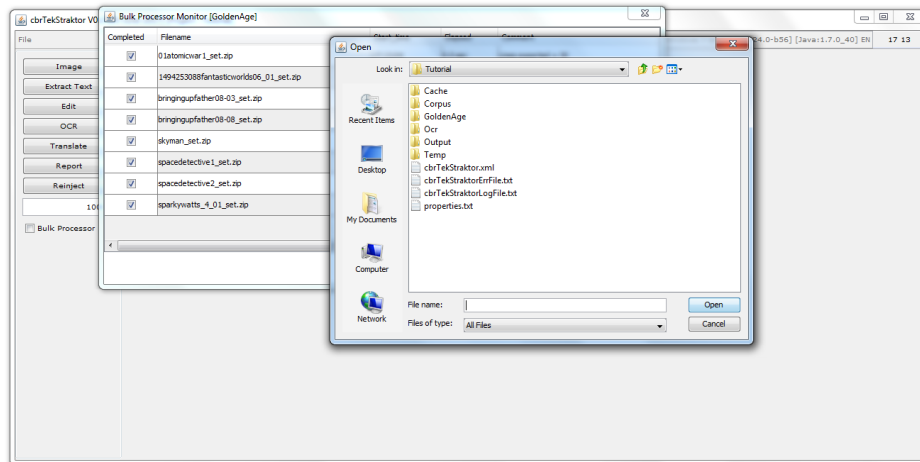 cbrTekStraktor V0
Bulk Processor Monitor [GoldenAge]
File
4.0-b56] [Java:1.7.0_40] EN
17 13
Image
Extract Text
Edit
OCR
Translate
Report
Reinject
10
Bulk Processor
Completed
Filename
01atomicwar1_set.zip
1494253088fantasticworlds06_01_set.zip
bringingupfather08-03_set.zip
bringingupfather08-08_set.zip
skyman_set.zip
spacedetective1_set.zip
spacedetective2_set.zip
sparkywatts_4_01_set.zip
Open
Look in:
Tutorial
Recent Items
Desktop
My Documents
Computer
Network
Cache
Corpus
GoldenAge
Ocr
Output
Temp
cbrTekStraktor.xml
cbrTekStraktorErrFile.txt
cbrTekStraktorLogFile.txt
properties.txt
File name:
Open
Files of type:
All Files
Cancel